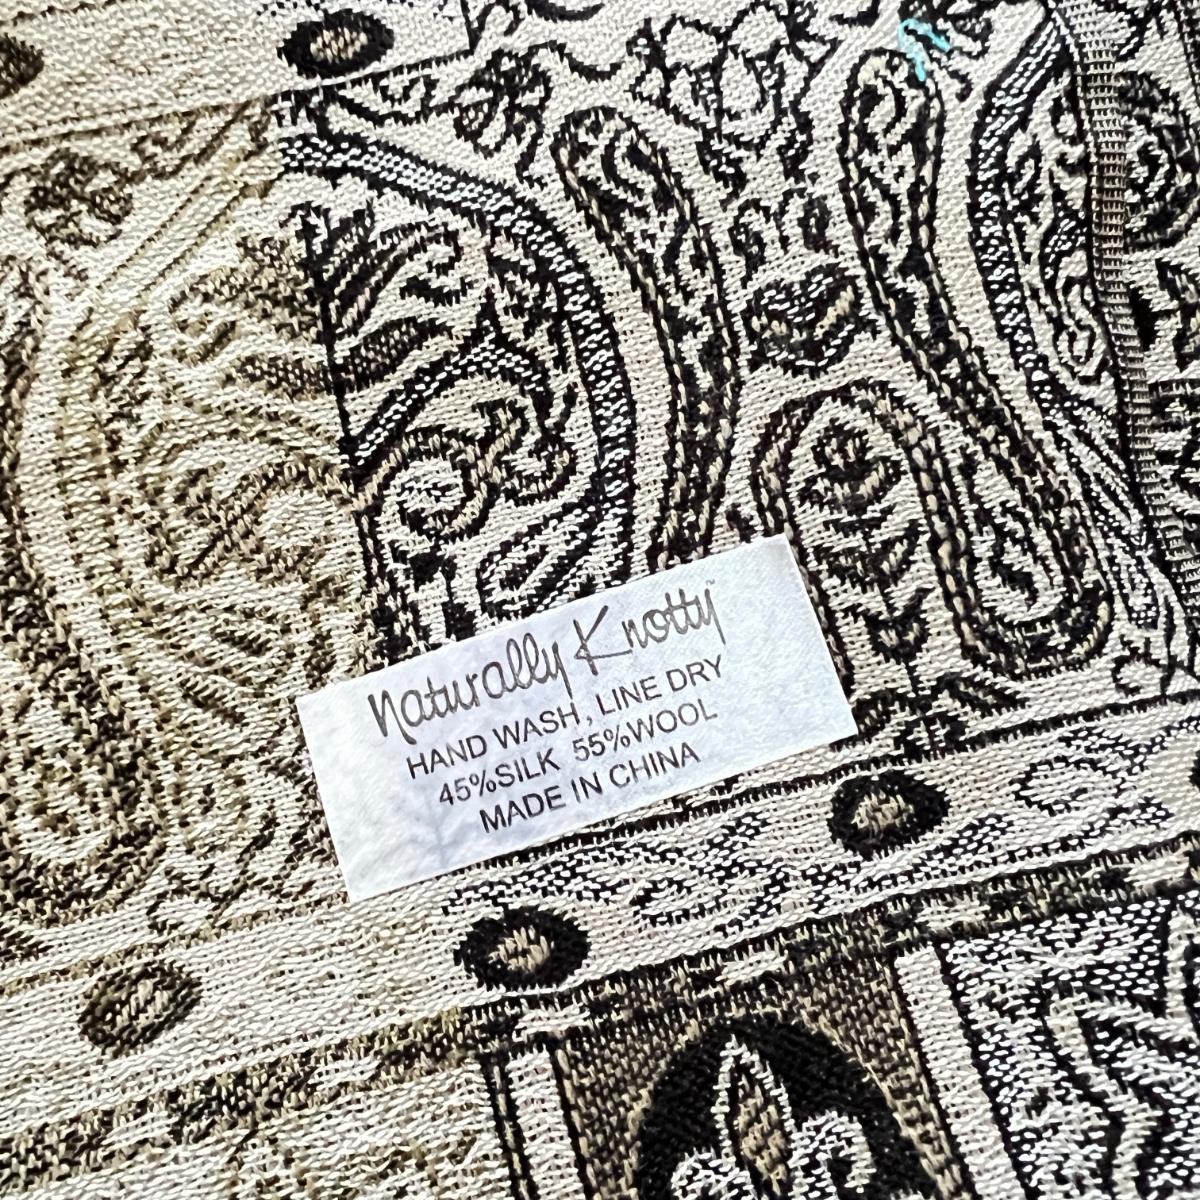 Naturally Knotty™
HAND WASH, LINE DRY
45%SILK 55%WOOL
MADE IN CHINA